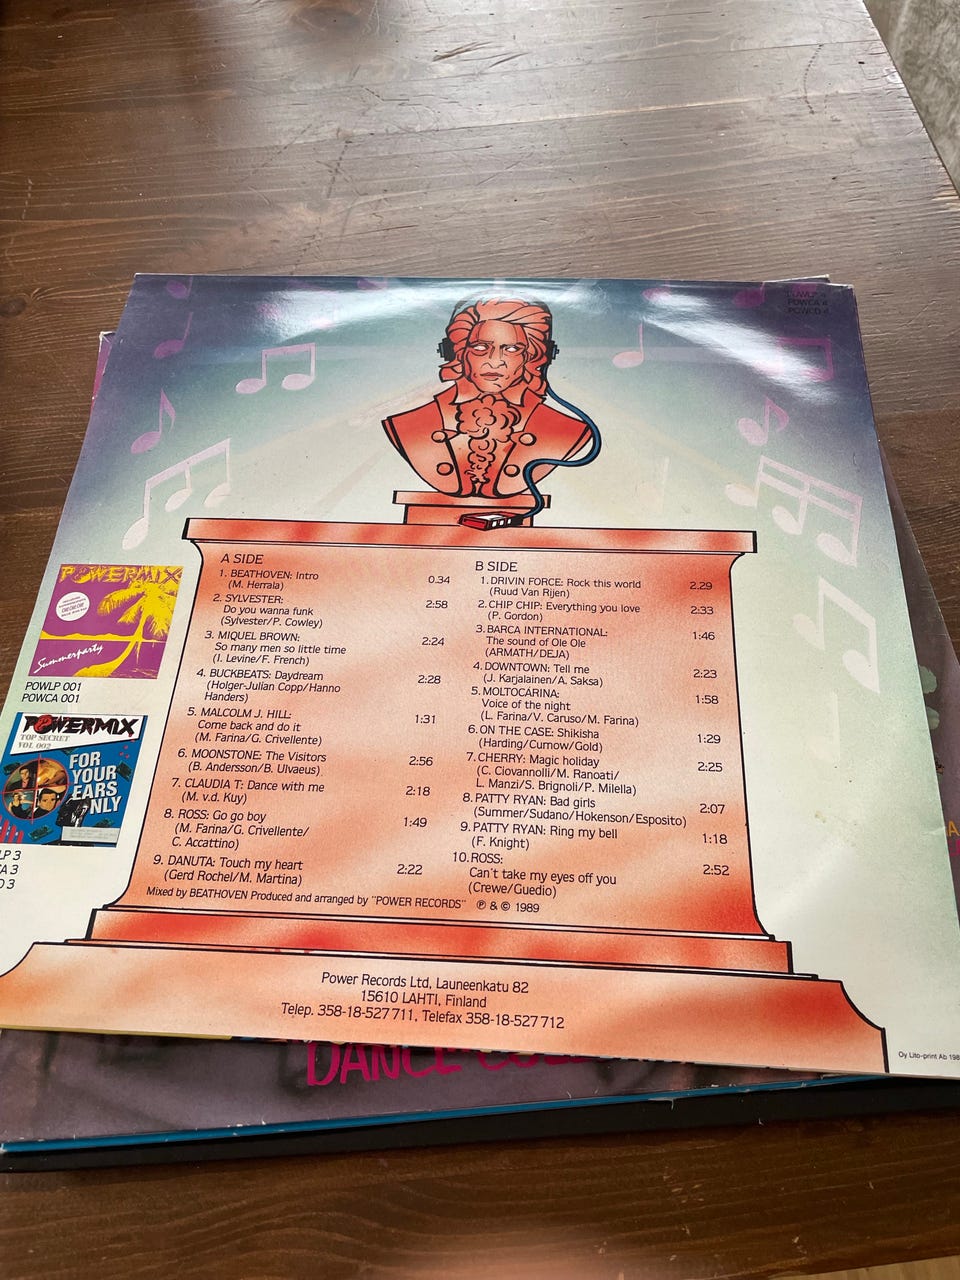 POWCA 4
POWCD 4
A SIDE
1. BEATHOVEN: Intro 0.34
(M. Herrala)
2. SYLVESTER:
Do you wanna funk 2:58
(Sylvester/P. Cowley)
3. MIQUEL BROWN:
So many men so little time 2:24
(I. Levine/F. French)
4. BUCKBEATS: Daydream 2:28
(Holger-Julian Copp/Hanno
Handers)
5. MALCOLM J. HILL:
Come back and do it 1:31
(M. Farina/G. Crivellente)
6. MOONSTONE: The Visitors 2:56
(B. Andersson/B. Ulvaeus)
7. CLAUDIA T: Dance with me 2:18
(M. v.d. Kuy)
8. ROSS: Go go boy 1:49
(M. Farina/G. Crivellente/
C. Accattino)
9. DANUTA: Touch my heart 2:22
(Gerd Rochel/M. Martina)
B SIDE
1. DRIVIN FORCE: Rock this world 2.29
(Ruud Van Rijen)
2. CHIP CHIP: Everything you love 2:33
(P. Gordon)
3. BARCA INTERNATIONAL: 1:46
The sound of Ole Ole
(ARMATH/DEJA)
4. DOWNTOWN: Tell me 2:23
(J. Karjalainen/A. Saksa)
5. MOLTOCARINA: 1:58
Voice of the night
(L. Farina/V. Caruso/M. Farina)
6. ON THE CASE: Shikisha 1:29
(Harding/Curnow/Gold)
7. CHERRY: Magic holiday 2:25
(C. Ciovannolli/M. Ranoati/
L. Manzi/S. Brignoli/P. Milella)
8. PATTY RYAN: Bad girls 2:07
(Summer/Sudano/Hokenson/Esposito)
9. PATTY RYAN: Ring my bell 1:18
(F. Knight)
10. ROSS: 2:52
Can't take my eyes off you
(Crewe/Guedio)
Mixed by BEATHOVEN Produced and arranged by "POWER RECORDS" ℗ & © 1989
POWERMIX
Summerparty
POWLP 001
POWCA 001
POWERMIX
TOP SECRET
VOL 002
FOR
YOUR
EARS
ONLY
LP 3
CA 3
D 3
Power Records Ltd, Launeenkatu 82
15610 LAHTI, Finland
Telep. 358-18-527711, Telefax 358-18-527712
Oy Lito-print Ab 198
DANCE